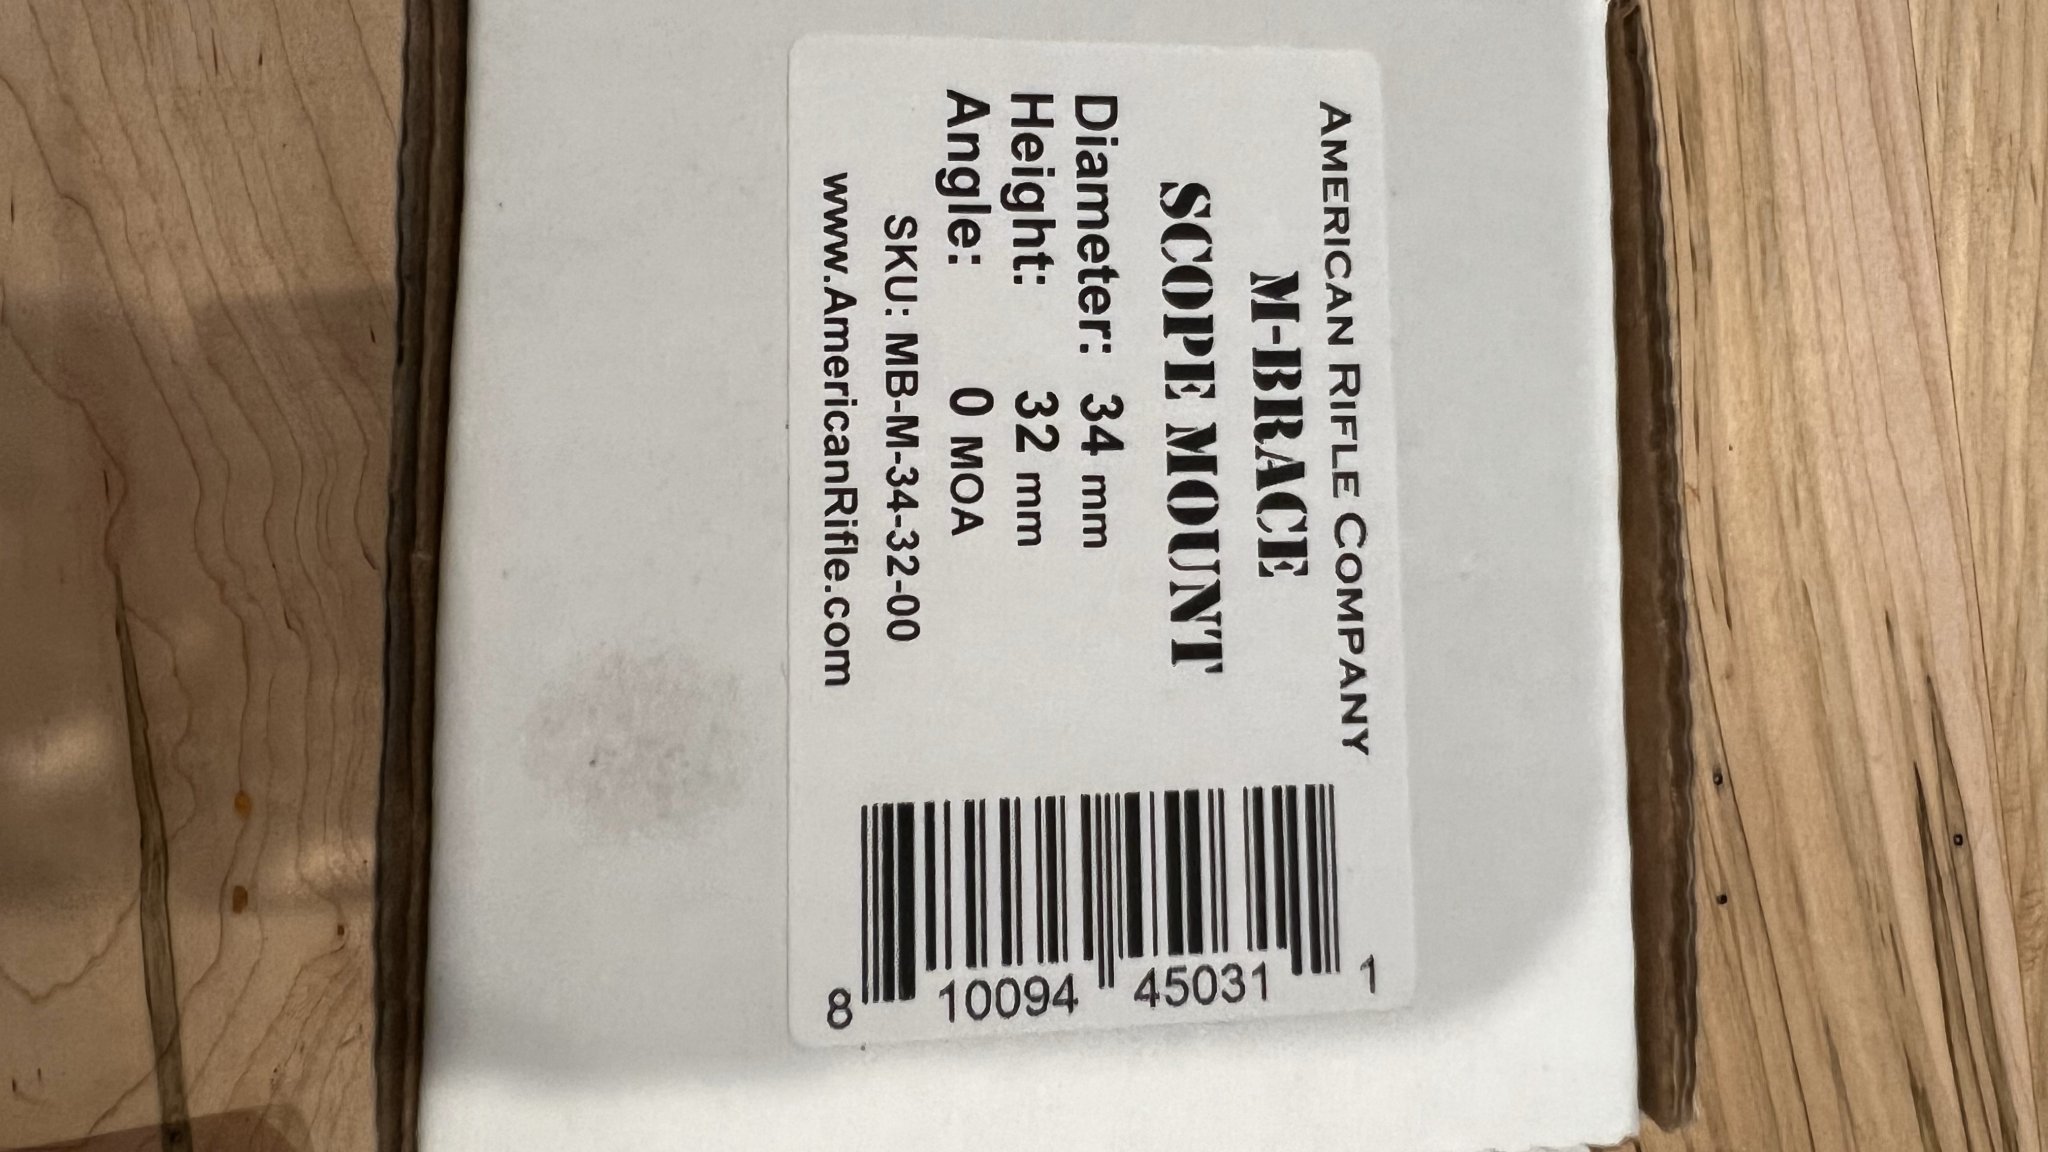 AMERICAN RIFLE COMPANY
M-BRACE
SCOPE MOUNT
Diameter: 34 mm
Height: 32 mm
Angle: 0 MOA
SKU: MB-M-34-32-00
www.AmericanRifle.com
8 10094 45031 1